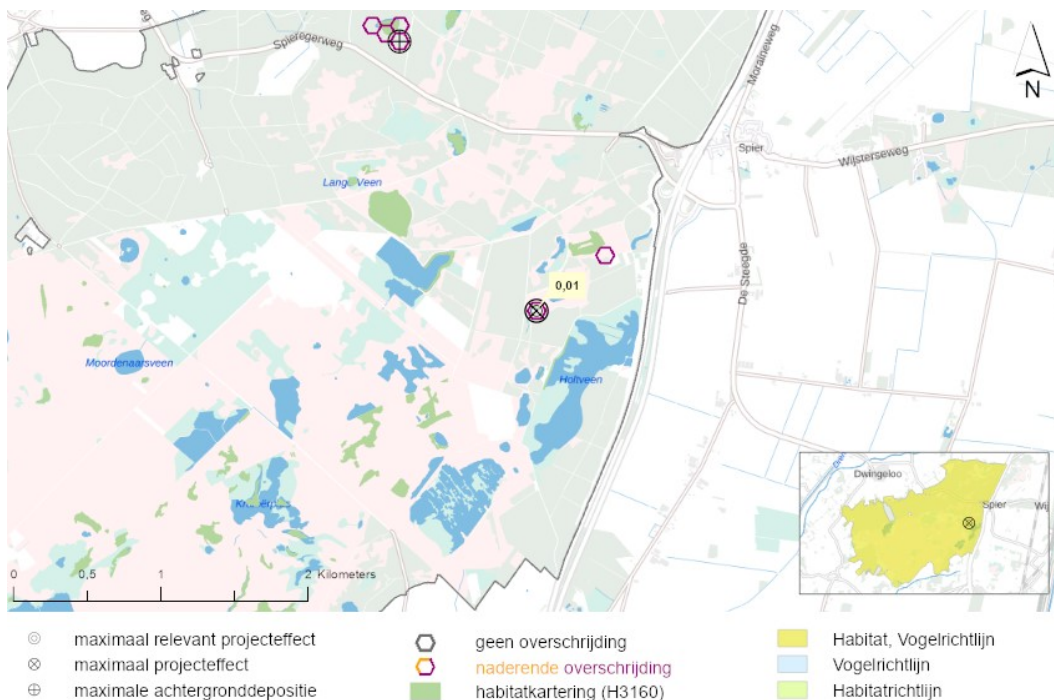 Spieregerweg
Moraineweg
N
Spier
Wijsterseweg
Lange Veen
0,01
De Steegde
Moordenaarsveen
Holtveen
Dwingeloo
Spier
Wij
0 0,5 1 2 Kilometers
maximaal relevant projecteffect
geen overschrijding
Habitat, Vogelrichtlijn
maximaal projecteffect
naderende overschrijding
Vogelrichtlijn
maximale achtergronddepositie
habitatkartering (H3160)
Habitatrichtlijn